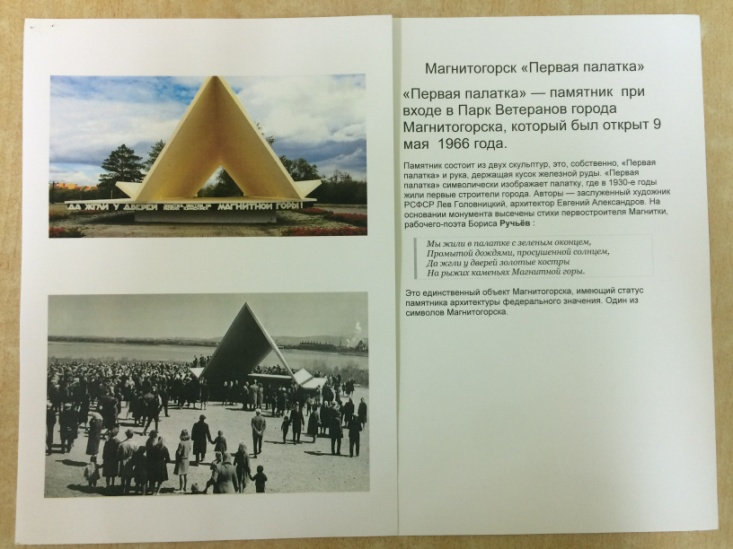 ДА ЖГЛИ У ДВЕРЕЙ МАГНИТНОЙ ГОРЫ!
Магнитогорск «Первая палатка»
«Первая палатка» — памятник при
входе в Парк Ветеранов города
Магнитогорска, который был открыт 9
мая 1966 года.
Памятник состоит из двух скульптур, это, собственно, «Первая
палатка» и рука, держащая кусок железной руды. «Первая
палатка» символически изображает палатку, где в 1930-е годы
жили первые строители города. Авторы — заслуженный художник
РСФСР Лев Головницкий, архитектор Евгений Александров. На
основании монумента высечены стихи первостроителя Магнитки,
рабочего-поэта Бориса Ручьёв :
Мы жили в палатке с зеленым оконцем,
Промытой дождями, просушенной солнцем,
Да жгли у дверей золотые костры
На рыжих каменьях Магнитной горы.
Это единственный объект Магнитогорска, имеющий статус
памятника архитектуры федерального значения. Один из
символов Магнитогорска.